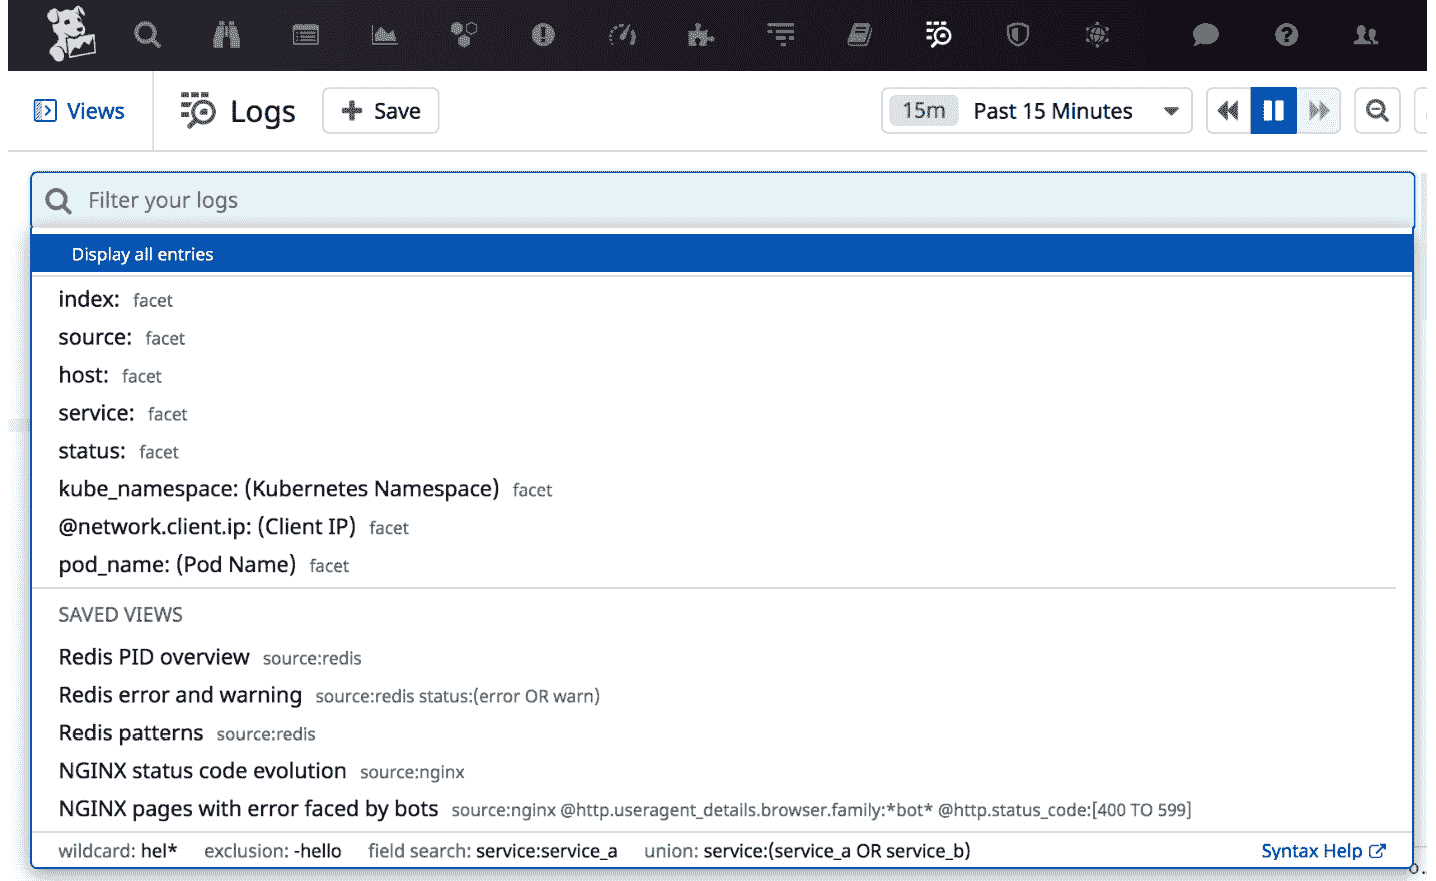 Views
Logs
Save
15m Past 15 Minutes
Filter your logs
Display all entries
index: facet
source: facet
host: facet
service: facet
status: facet
kube_namespace: (Kubernetes Namespace) facet
@network.client.ip: (Client IP) facet
pod_name: (Pod Name) facet
SAVED VIEWS
Redis PID overview source:redis
Redis error and warning source:redis status:(error OR warn)
Redis patterns source:redis
NGINX status code evolution source:nginx
NGINX pages with error faced by bots source:nginx @http.useragent_details.browser.family:*bot* @http.status_code:[400 TO 599]
wildcard: hel* exclusion: -hello field search: service:service_a union: service:(service_a OR service_b) Syntax Help